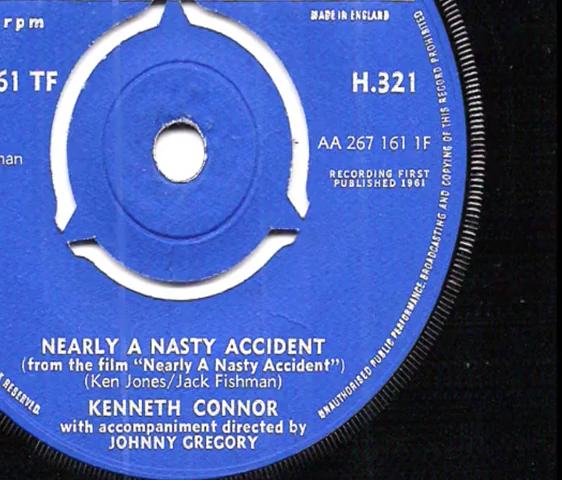 rpm
MADE IN ENGLAND
61 TF
H.321
AA 267 161 1F
man
RECORDING FIRST
PUBLISHED 1961
NEARLY A NASTY ACCIDENT
(from the film “Nearly A Nasty Accident”)
(Ken Jones/Jack Fishman)
KENNETH CONNOR
with accompaniment directed by
JOHNNY GREGORY
RESERVED.
UNAUTHORISED PUBLIC PERFORMANCE, BROADCASTING AND COPYING OF THIS RECORD PROHIBITED